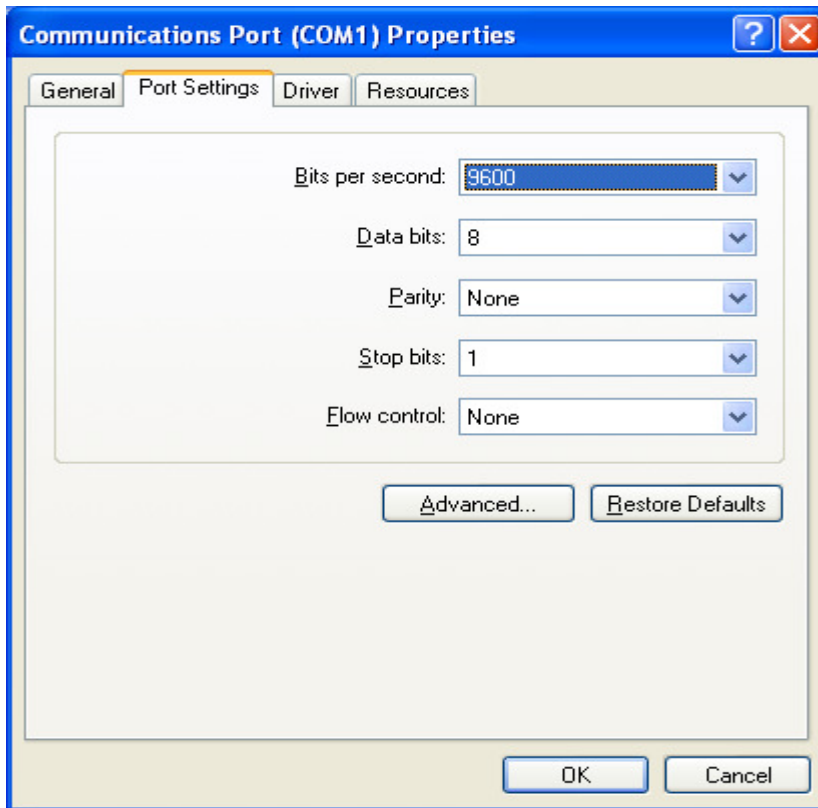 Communications Port (COM1) Properties
General Port Settings Driver Resources
Bits per second: 9600
Data bits: 8
Parity: None
Stop bits: 1
Flow control: None
Advanced... Restore Defaults
OK Cancel